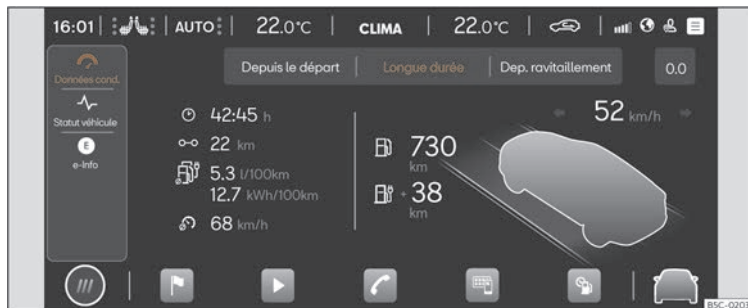 16:01 AUTO 22.0°C CLIMA 22.0°C
Données cond.
Statut véhicule
E
e-Info
Depuis le départ Longue durée Dep. ravitaillement 0.0
42:45 h
22 km
5.3 l/100km
12.7 kWh/100km
68 km/h
730
km
38
km
52 km/h
B5C-0203